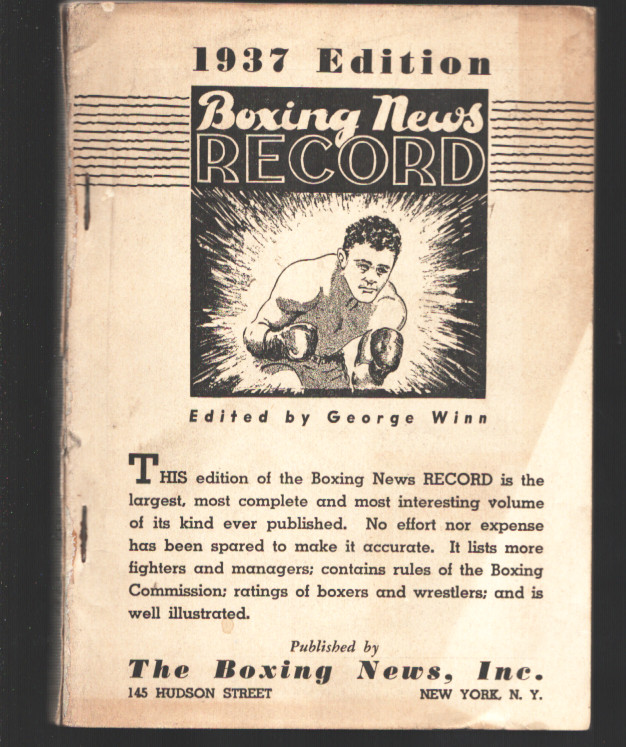 1937 Edition
Boxing News
RECORD
Edited by George Winn
THIS edition of the Boxing News RECORD is the
largest, most complete and most interesting volume
of its kind ever published. No effort nor expense
has been spared to make it accurate. It lists more
fighters and managers; contains rules of the Boxing
Commission; ratings of boxers and wrestlers; and is
well illustrated.
Published by
The Boxing News, Inc.
145 HUDSON STREET NEW YORK, N. Y.